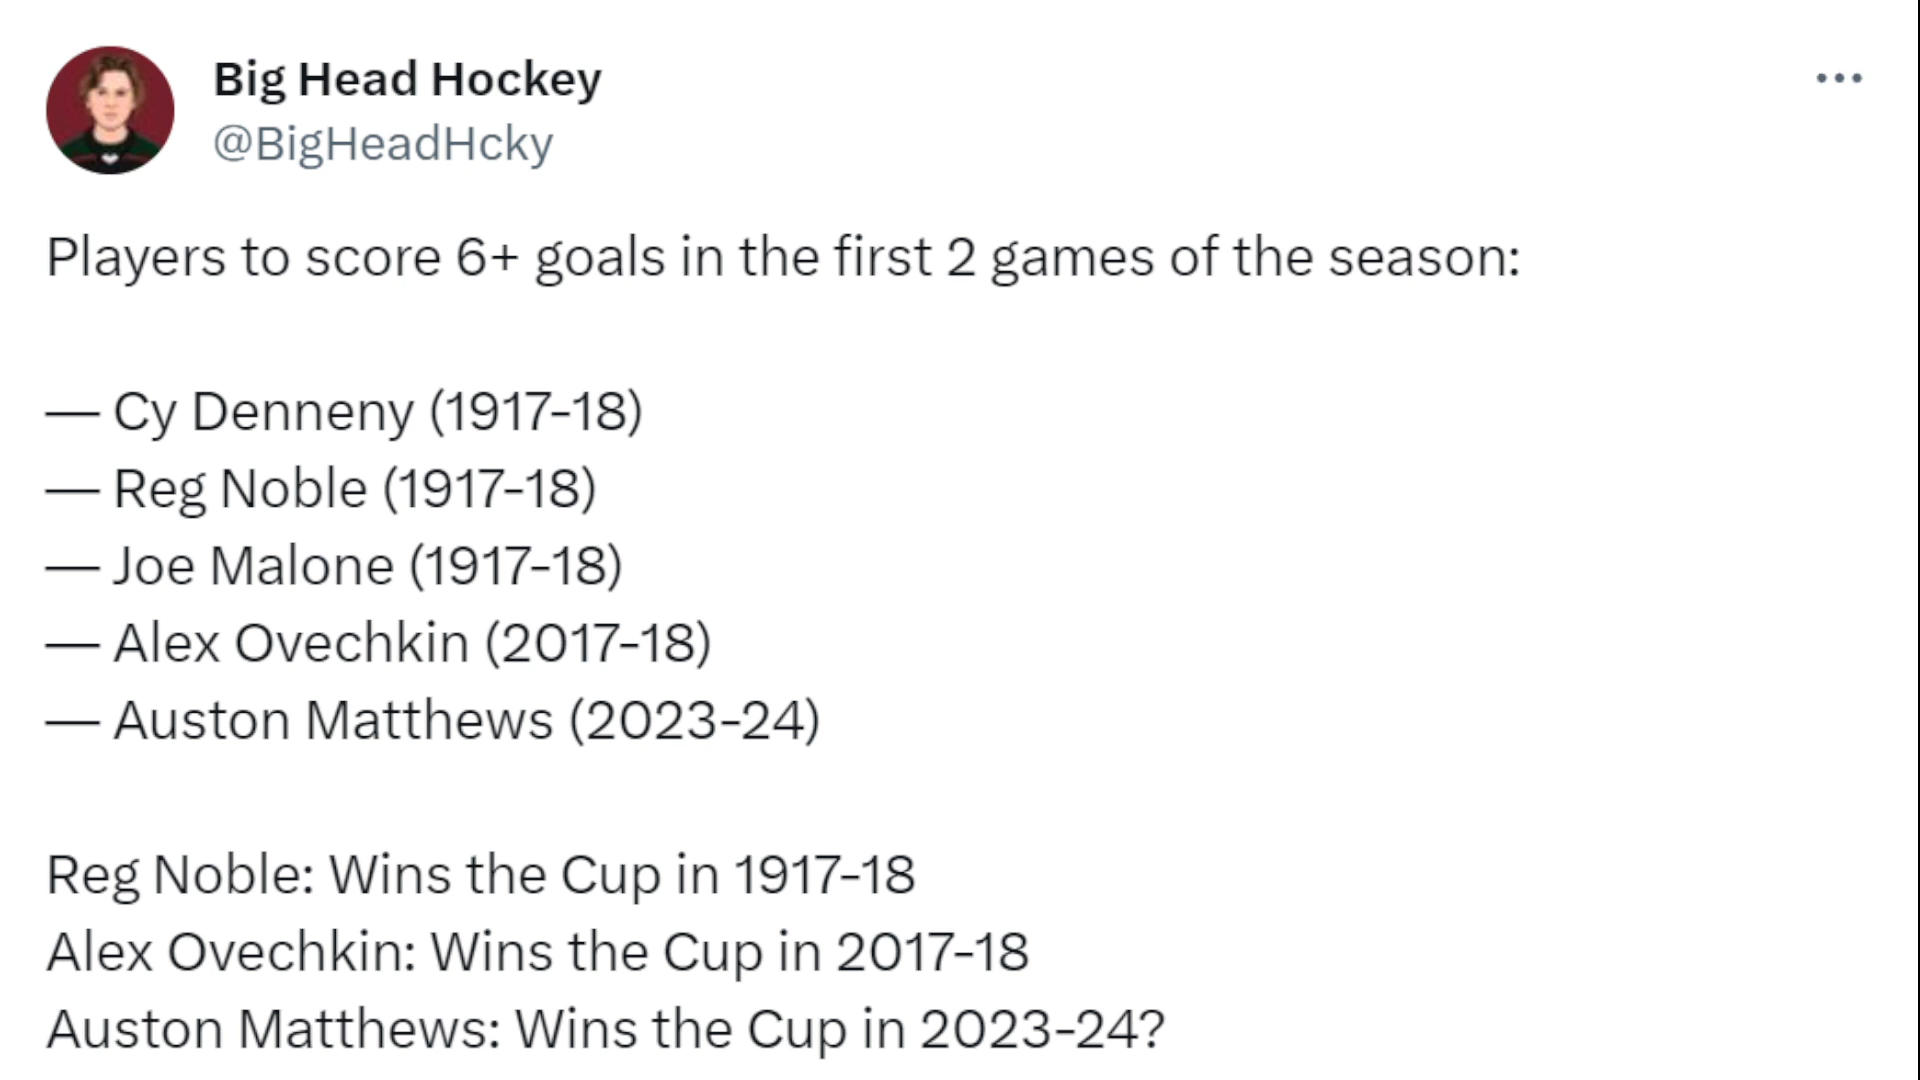 Big Head Hockey
@BigHeadHcky
Players to score 6+ goals in the first 2 games of the season:
— Cy Denneny (1917-18)
— Reg Noble (1917-18)
— Joe Malone (1917-18)
— Alex Ovechkin (2017-18)
— Auston Matthews (2023-24)
Reg Noble: Wins the Cup in 1917-18
Alex Ovechkin: Wins the Cup in 2017-18
Auston Matthews: Wins the Cup in 2023-24?